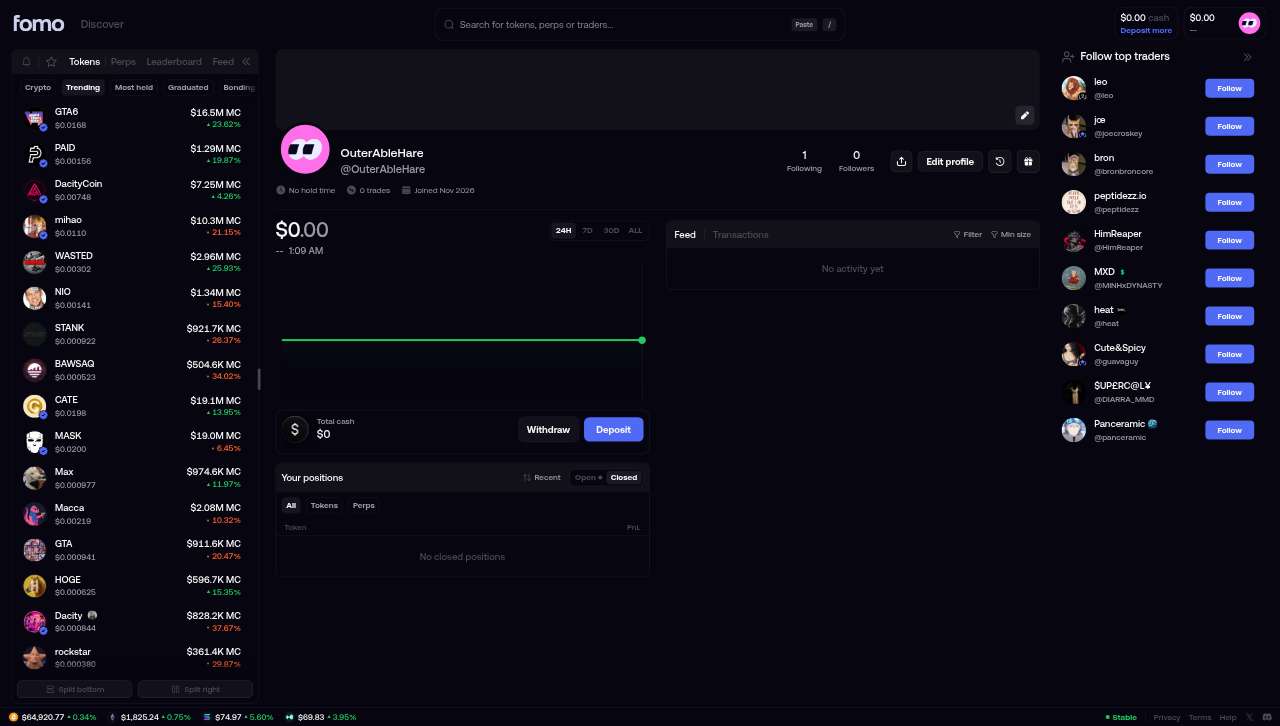 fomo
Discover
Search for tokens, perps or traders...
Paste
/
$0.00 cash
Deposit more
$0.00
—
Tokens Perps Leaderboard Feed
Crypto Trending Most held Graduated Bonding
GTA6 $16.5M MC
$0.0168 23.62%
PAID $1.29M MC
$0.00156 19.87%
DacityCoin $7.25M MC
$0.00748 4.26%
mihao $10.3M MC
$0.0110 21.15%
WASTED $2.96M MC
$0.00302 25.93%
NIO $1.34M MC
$0.00141 15.40%
STANK $921.7K MC
$0.000922 26.37%
BAWSAQ $504.6K MC
$0.000523 34.02%
CATE $19.1M MC
$0.0198 13.95%
MASK $19.0M MC
$0.0200 6.45%
Max $974.6K MC
$0.000977 11.97%
Macca $2.08M MC
$0.00219 10.32%
GTA $911.6K MC
$0.000941 20.47%
HOGE $596.7K MC
$0.000625 15.35%
Dacity $828.2K MC
$0.000844 37.67%
rockstar $361.4K MC
$0.000380 29.87%
Split bottom Split right
OuterAbleHare
@OuterAbleHare
1
Following
0
Followers
Edit profile
No hold time 0 trades Joined Nov 2026
$0.00
-- 1:09 AM
24H 7D 30D ALL
Total cash
$0
Withdraw Deposit
Your positions
Recent
Open Closed
All Tokens Perps
Token PnL
No closed positions
Feed Transactions
Filter Min size
No activity yet
Follow top traders
leo
@leo
Follow
jœ
@joecroskey
Follow
bron
@bronbroncore
Follow
peptidezz.io
@peptidezz
Follow
HimReaper
@HimReaper
Follow
MXD
@MINHxDYNASTY
Follow
heat
@heat
Follow
Cute&Spicy
@guavaguy
Follow
$UP£RC@L¥
@DIARRA_MMD
Follow
Panceramic
@panceramic
Follow
$64,920.77 0.34% $1,825.24 0.75% $74.97 5.60% $69.83 3.95%
Stable Privacy Terms Help